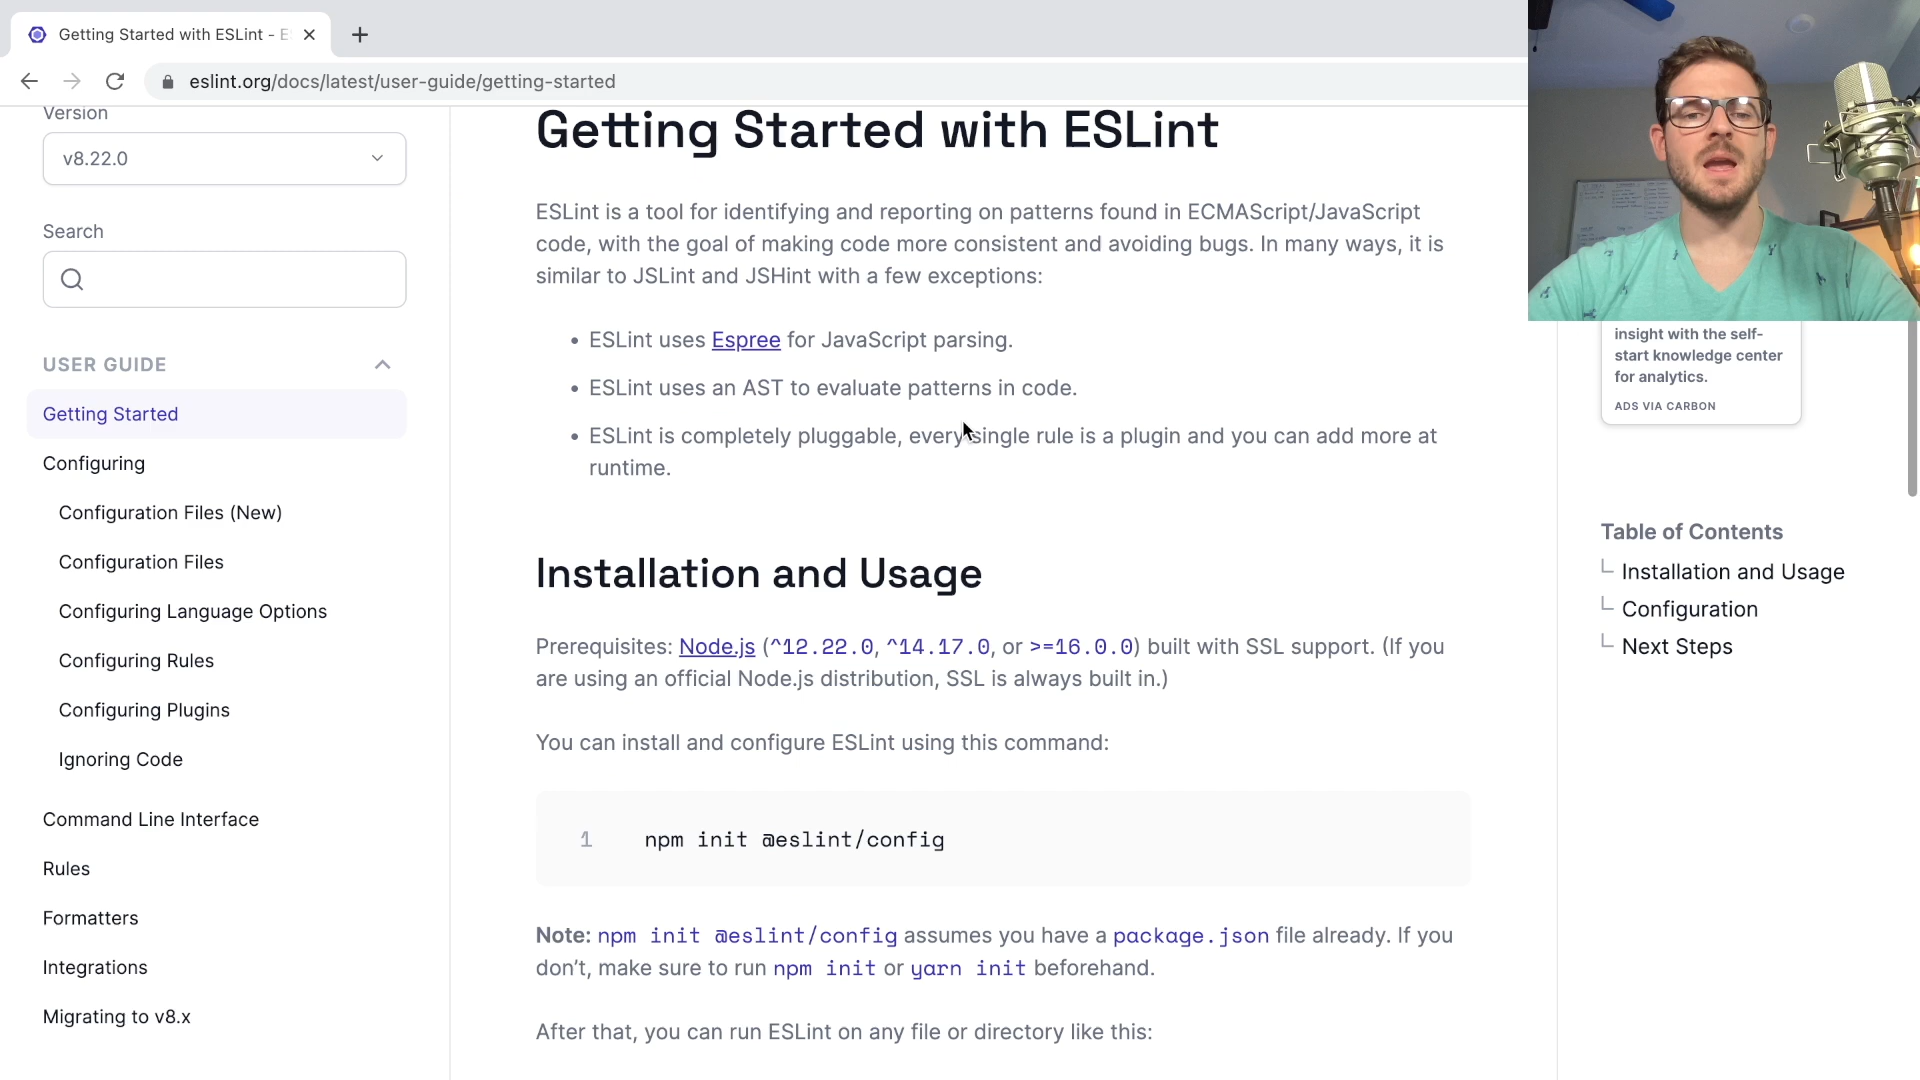 Getting Started with ESLint - E
eslint.org/docs/latest/user-guide/getting-started
Version
v8.22.0
Search
USER GUIDE
Getting Started
Configuring
Configuration Files (New)
Configuration Files
Configuring Language Options
Configuring Rules
Configuring Plugins
Ignoring Code
Command Line Interface
Rules
Formatters
Integrations
Migrating to v8.x
Getting Started with ESLint
ESLint is a tool for identifying and reporting on patterns found in ECMAScript/JavaScript
code, with the goal of making code more consistent and avoiding bugs. In many ways, it is
similar to JSLint and JSHint with a few exceptions:
• ESLint uses Espree for JavaScript parsing.
• ESLint uses an AST to evaluate patterns in code.
• ESLint is completely pluggable, every single rule is a plugin and you can add more at
runtime.
Installation and Usage
Prerequisites: Node.js (^12.22.0, ^14.17.0, or >=16.0.0) built with SSL support. (If you
are using an official Node.js distribution, SSL is always built in.)
You can install and configure ESLint using this command:
1 npm init @eslint/config
Note: npm init @eslint/config assumes you have a package.json file already. If you
don’t, make sure to run npm init or yarn init beforehand.
After that, you can run ESLint on any file or directory like this:
insight with the self-
start knowledge center
for analytics.
ADS VIA CARBON
Table of Contents
Installation and Usage
Configuration
Next Steps